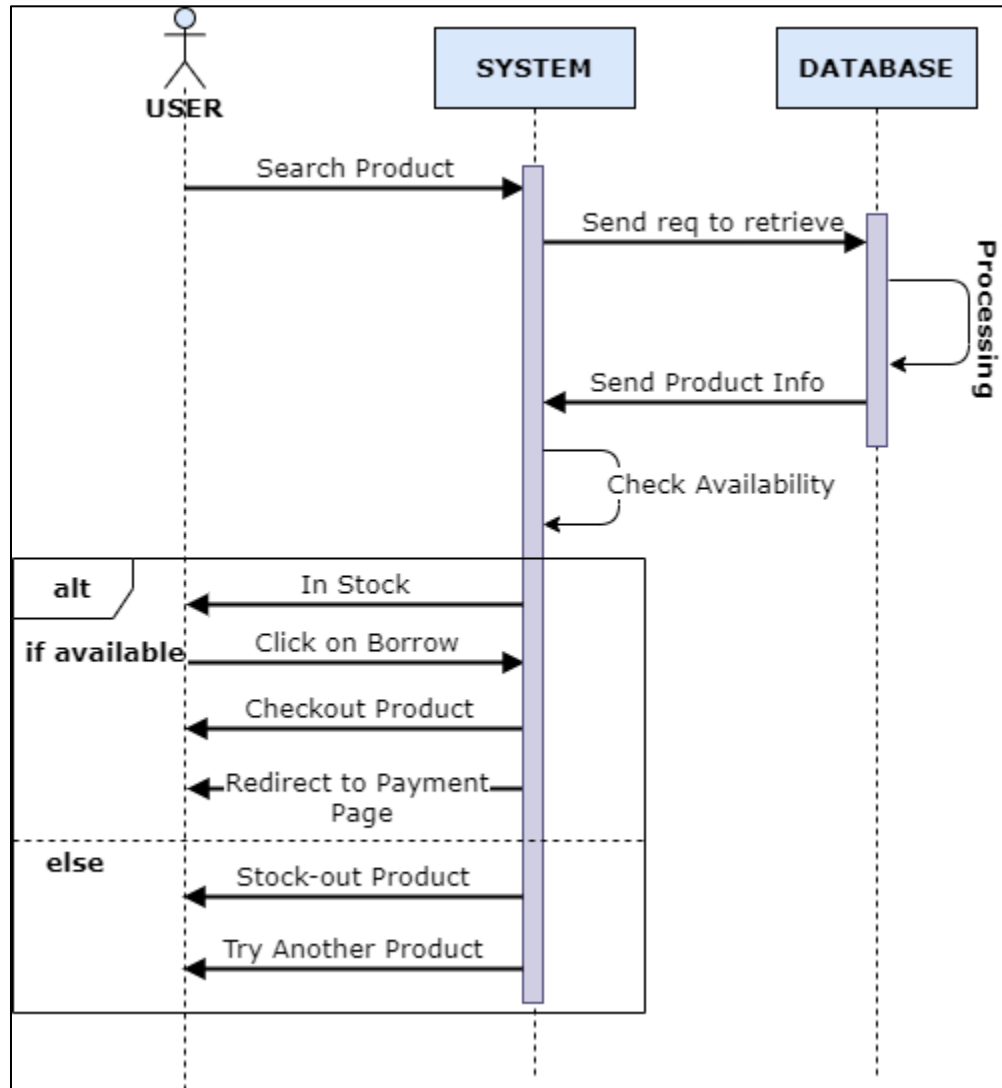 USER
SYSTEM
DATABASE
Search Product
Send req to retrieve
Processing
Send Product Info
Check Availability
alt
In Stock
if available
Click on Borrow
Checkout Product
Redirect to Payment
Page
else
Stock-out Product
Try Another Product